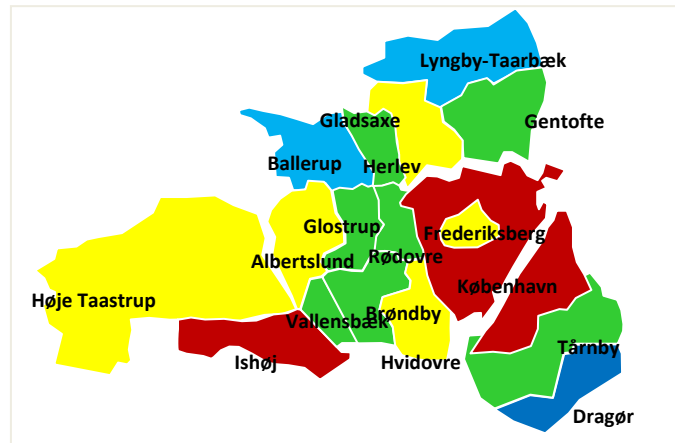 Lyngby-Taarbæk
Gladsaxe
Gentofte
Ballerup
Herlev
Glostrup
Frederiksberg
Albertslund
Rødovre
Høje Taastrup
København
Vallensbæk
Brøndby
Ishøj
Hvidovre
Tårnby
Dragør